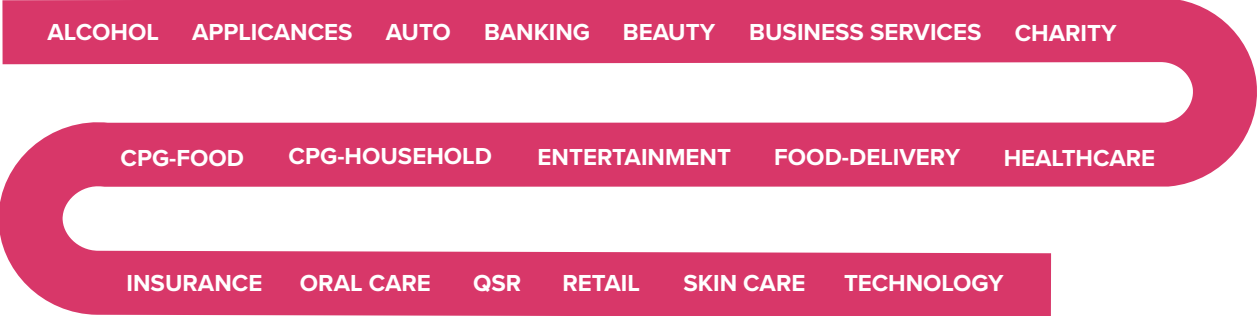 ALCOHOL APPLICANCES AUTO BANKING BEAUTY BUSINESS SERVICES CHARITY
CPG-FOOD CPG-HOUSEHOLD ENTERTAINMENT FOOD-DELIVERY HEALTHCARE
INSURANCE ORAL CARE QSR RETAIL SKIN CARE TECHNOLOGY